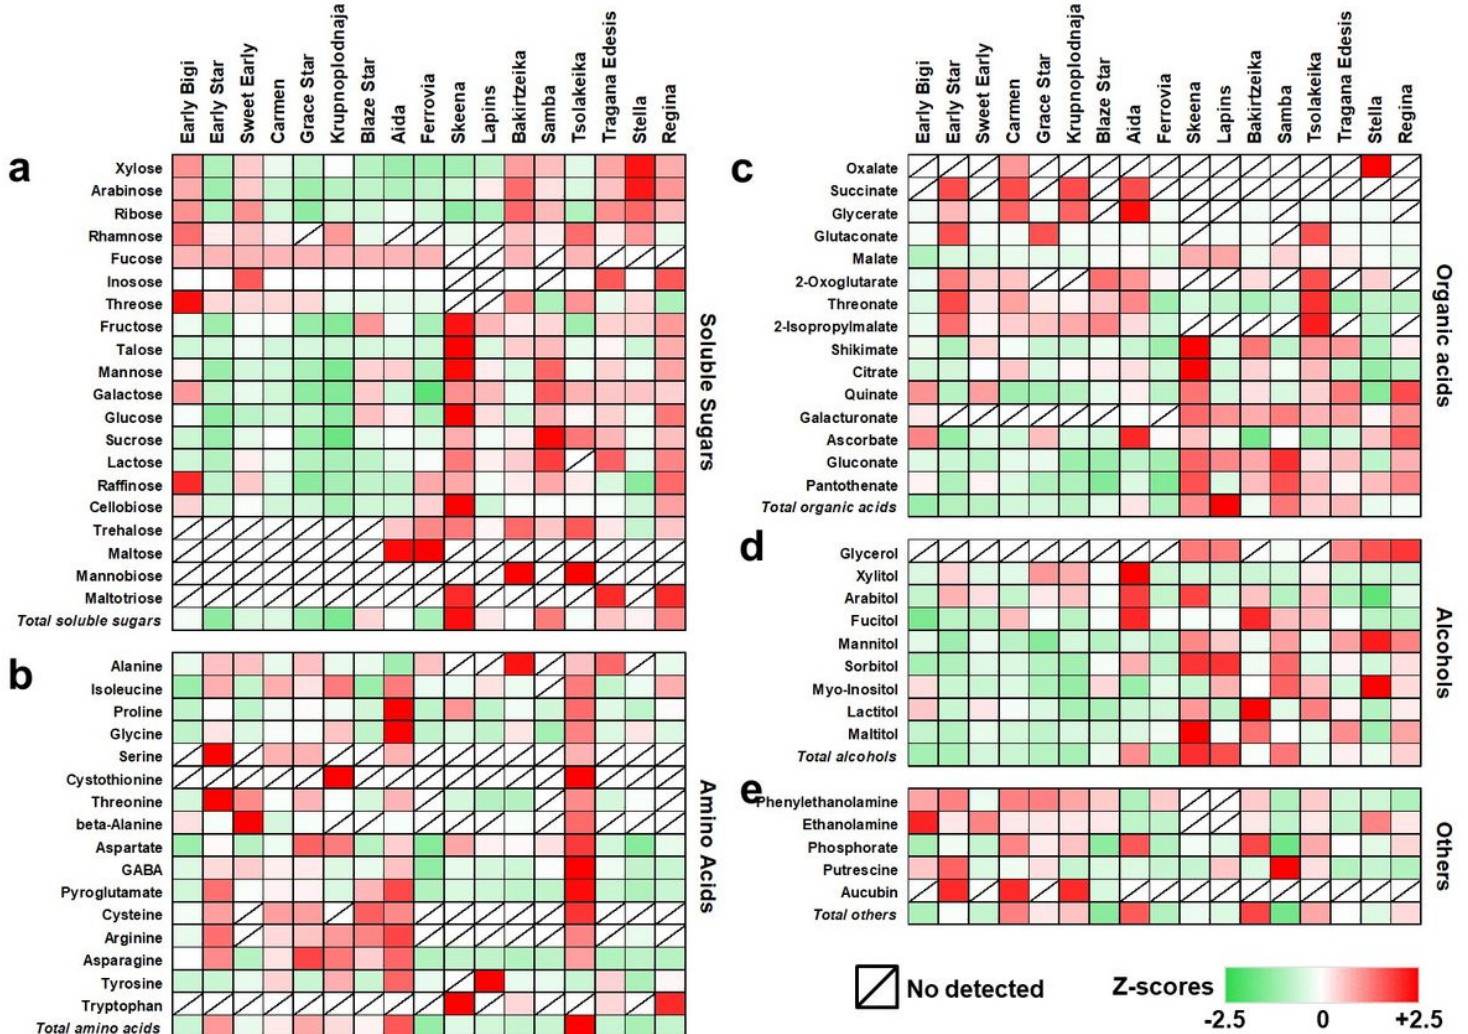 Early Bigi
Early Star
Sweet Early
Carmen
Grace Star
Krupnoplodnaja
Blaze Star
Aida
Ferrovia
Skeena
Lapins
Bakirtzeika
Samba
Tsolakeika
Tragana Edesis
Stella
Regina
a
Xylose
Arabinose
Ribose
Rhamnose
Fucose
Inosose
Threose
Fructose
Talose
Mannose
Galactose
Glucose
Sucrose
Lactose
Raffinose
Cellobiose
Trehalose
Maltose
Mannobiose
Maltotriose
Total soluble sugars
Soluble Sugars
b
Alanine
Isoleucine
Proline
Glycine
Serine
Cystothionine
Threonine
beta-Alanine
Aspartate
GABA
Pyroglutamate
Cysteine
Arginine
Asparagine
Tyrosine
Tryptophan
Total amino acids
Amino Acids
Early Bigi
Early Star
Sweet Early
Carmen
Grace Star
Krupnoplodnaja
Blaze Star
Aida
Ferrovia
Skeena
Lapins
Bakirtzeika
Samba
Tsolakeika
Tragana Edesis
Stella
Regina
c
Oxalate
Succinate
Glycerate
Glutaconate
Malate
2-Oxoglutarate
Threonate
2-Isopropylmalate
Shikimate
Citrate
Quinate
Galacturonate
Ascorbate
Gluconate
Pantothenate
Total organic acids
Organic acids
d
Glycerol
Xylitol
Arabitol
Fucitol
Mannitol
Sorbitol
Myo-Inositol
Lactitol
Maltitol
Total alcohols
Alcohols
e
Phenylethanolamine
Ethanolamine
Phosphorate
Putrescine
Aucubin
Total others
Others
No detected
Z-scores
-2.5 0 +2.5